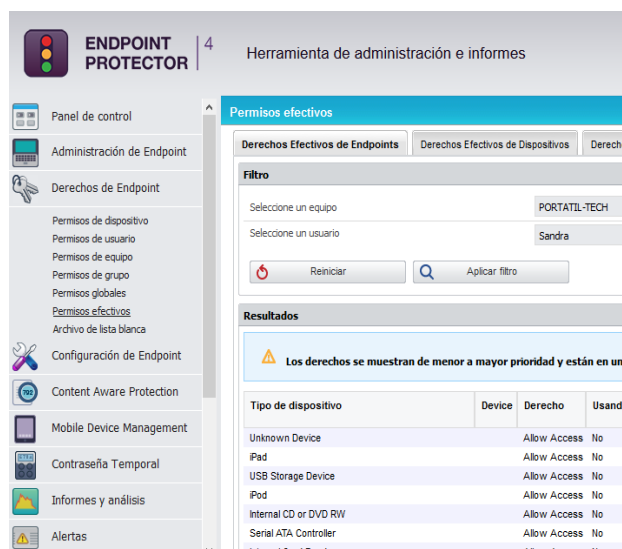 ENDPOINT
PROTECTOR
4
Herramienta de administración e informes
Panel de control
Administración de Endpoint
Derechos de Endpoint
Permisos de dispositivo
Permisos de usuario
Permisos de equipo
Permisos de grupo
Permisos globales
Permisos efectivos
Archivo de lista blanca
Configuración de Endpoint
Content Aware Protection
Mobile Device Management
Contraseña Temporal
Informes y análisis
Alertas
Permisos efectivos
Derechos Efectivos de Endpoints Derechos Efectivos de Dispositivos Derech
Filtro
Seleccione un equipo PORTATIL-TECH
Seleccione un usuario Sandra
Reiniciar Aplicar filtro
Resultados
Los derechos se muestran de menor a mayor prioridad y están en un
Tipo de dispositivo Device Derecho Usand
Unknown Device Allow Access No
iPad Allow Access No
USB Storage Device Allow Access No
iPod Allow Access No
Internal CD or DVD RW Allow Access No
Serial ATA Controller Allow Access No